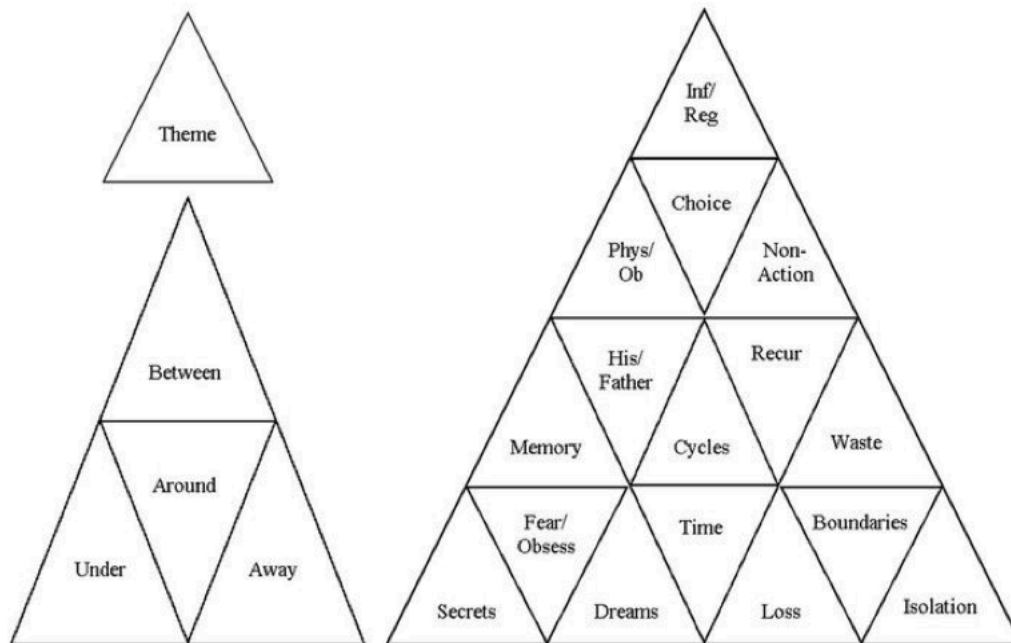 Theme
Between
Around
Under
Away
Inf/
Reg
Choice
Phys/
Ob
Non-
Action
His/
Father
Recur
Memory
Cycles
Waste
Fear/
Obsess
Time
Boundaries
Secrets
Dreams
Loss
Isolation